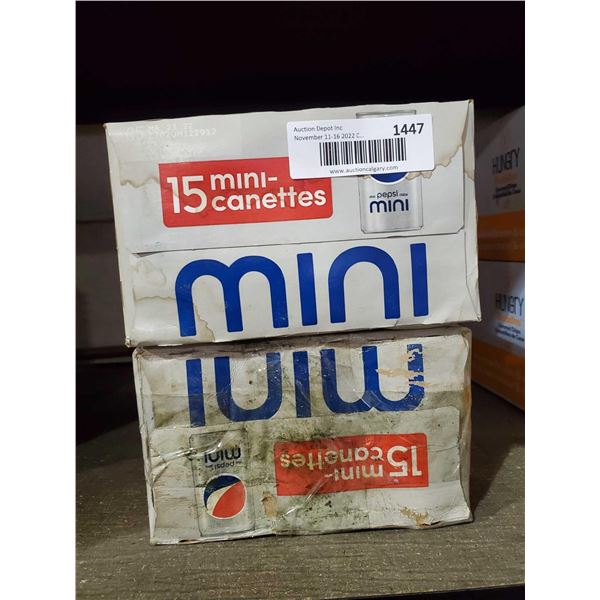 Auction Depot Inc
November 11-16 2022 C...
1447
www.auctioncalgary.com
15 mini-
canettes
pepsi
mini
mini
mini
mini
pepsi
15 mini-
canettes
HUNGRY
HUNGRY